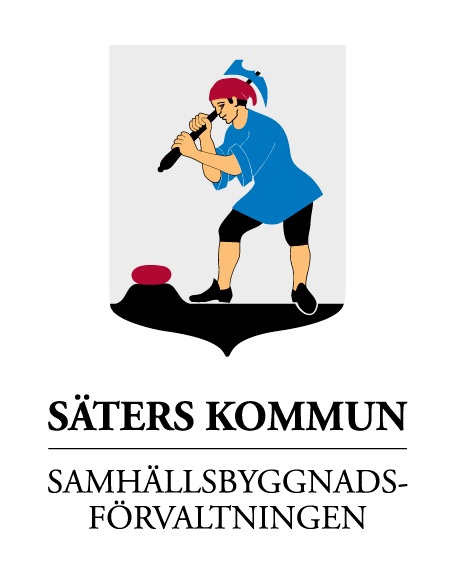 SÄTERS KOMMUN
SAMHÄLLSBYGGNADS-
FÖRVALTNINGEN